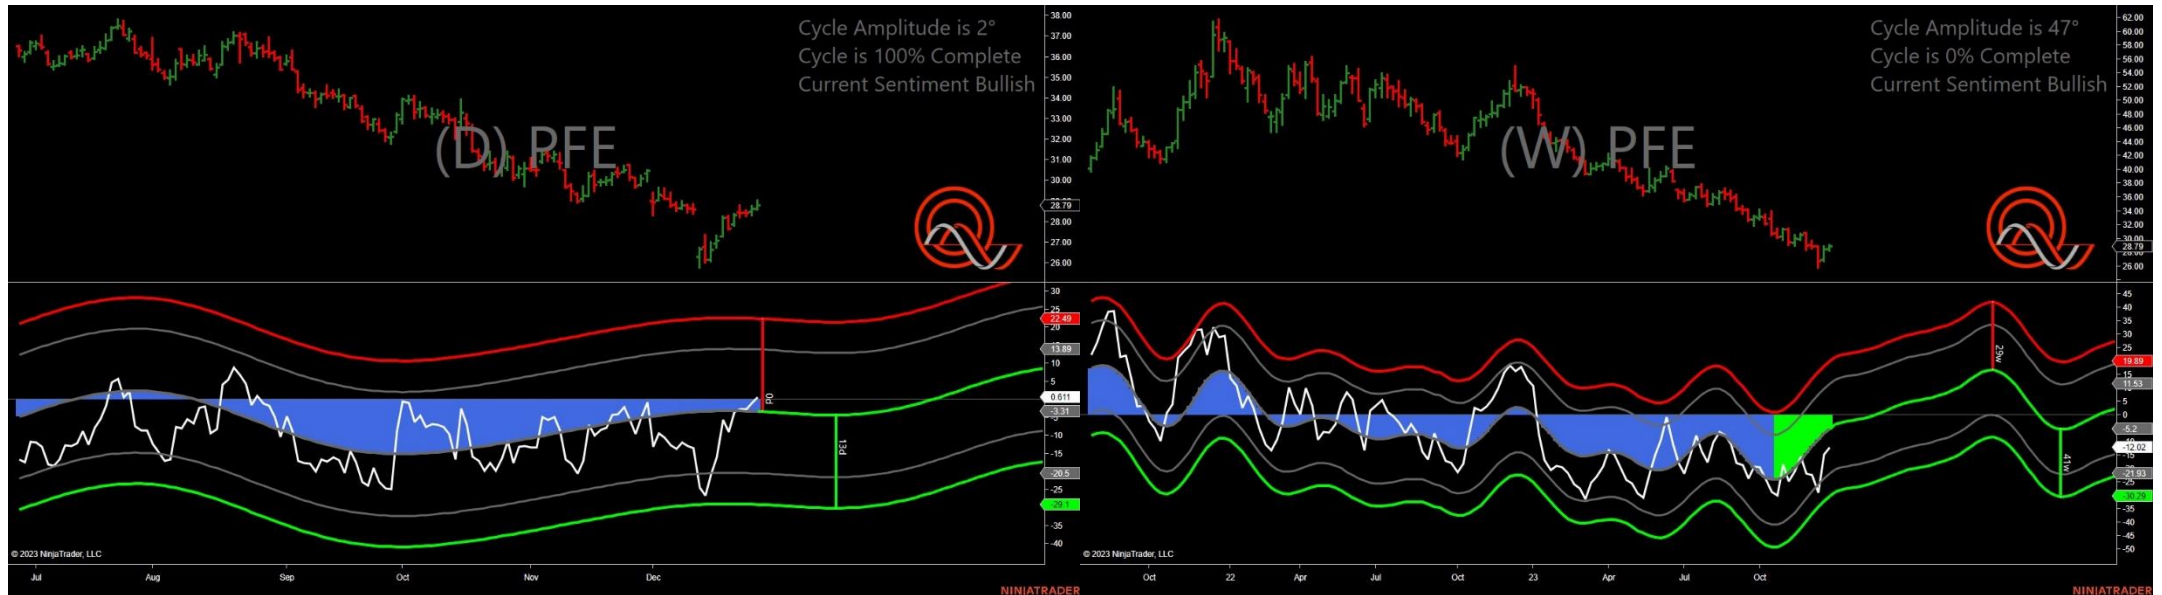 Cycle Amplitude is 2°
Cycle is 100% Complete
Current Sentiment Bullish
(D) PFE
38.00
37.00
36.00
35.00
34.00
33.00
32.00
31.00
30.00
28.79
28.00
27.00
26.00
30
22.49
20
13.89
10
5
0.611
-3.31
-10
-15
-20.5
-25
-29.1
-35
-40
P0
13d
© 2023 NinjaTrader, LLC
Jul
Aug
Sep
Oct
Nov
Dec
NINJATRADER
Cycle Amplitude is 47°
Cycle is 0% Complete
Current Sentiment Bullish
(W) PFE
62.00
60.00
58.00
56.00
54.00
52.00
50.00
48.00
46.00
44.00
42.00
40.00
38.00
36.00
34.00
32.00
30.00
28.79
26.00
45
40
35
30
25
19.89
15
11.53
5
0
-5.2
-12.02
-15
-21.93
-25
-30.29
-35
-40
-45
-50
29w
41w
© 2023 NinjaTrader, LLC
Oct
22
Apr
Jul
Oct
23
Apr
Jul
Oct
NINJATRADER